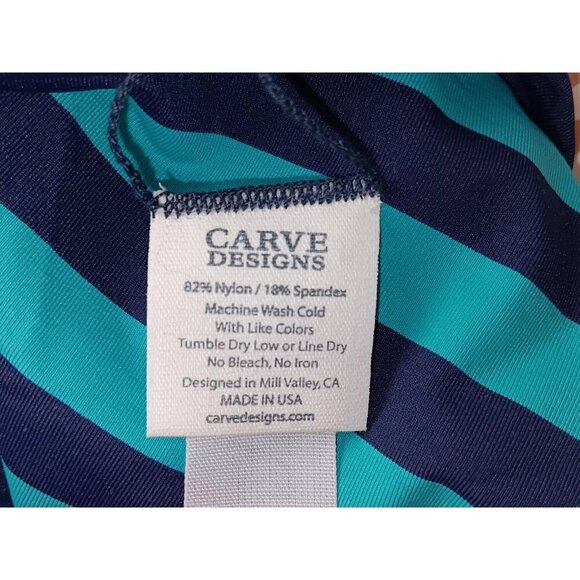 CARVE
DESIGNS
82% Nylon / 18% Spandex
Machine Wash Cold
With Like Colors
Tumble Dry Low or Line Dry
No Bleach, No Iron
Designed in Mill Valley, CA
MADE IN USA
carvedesigns.com